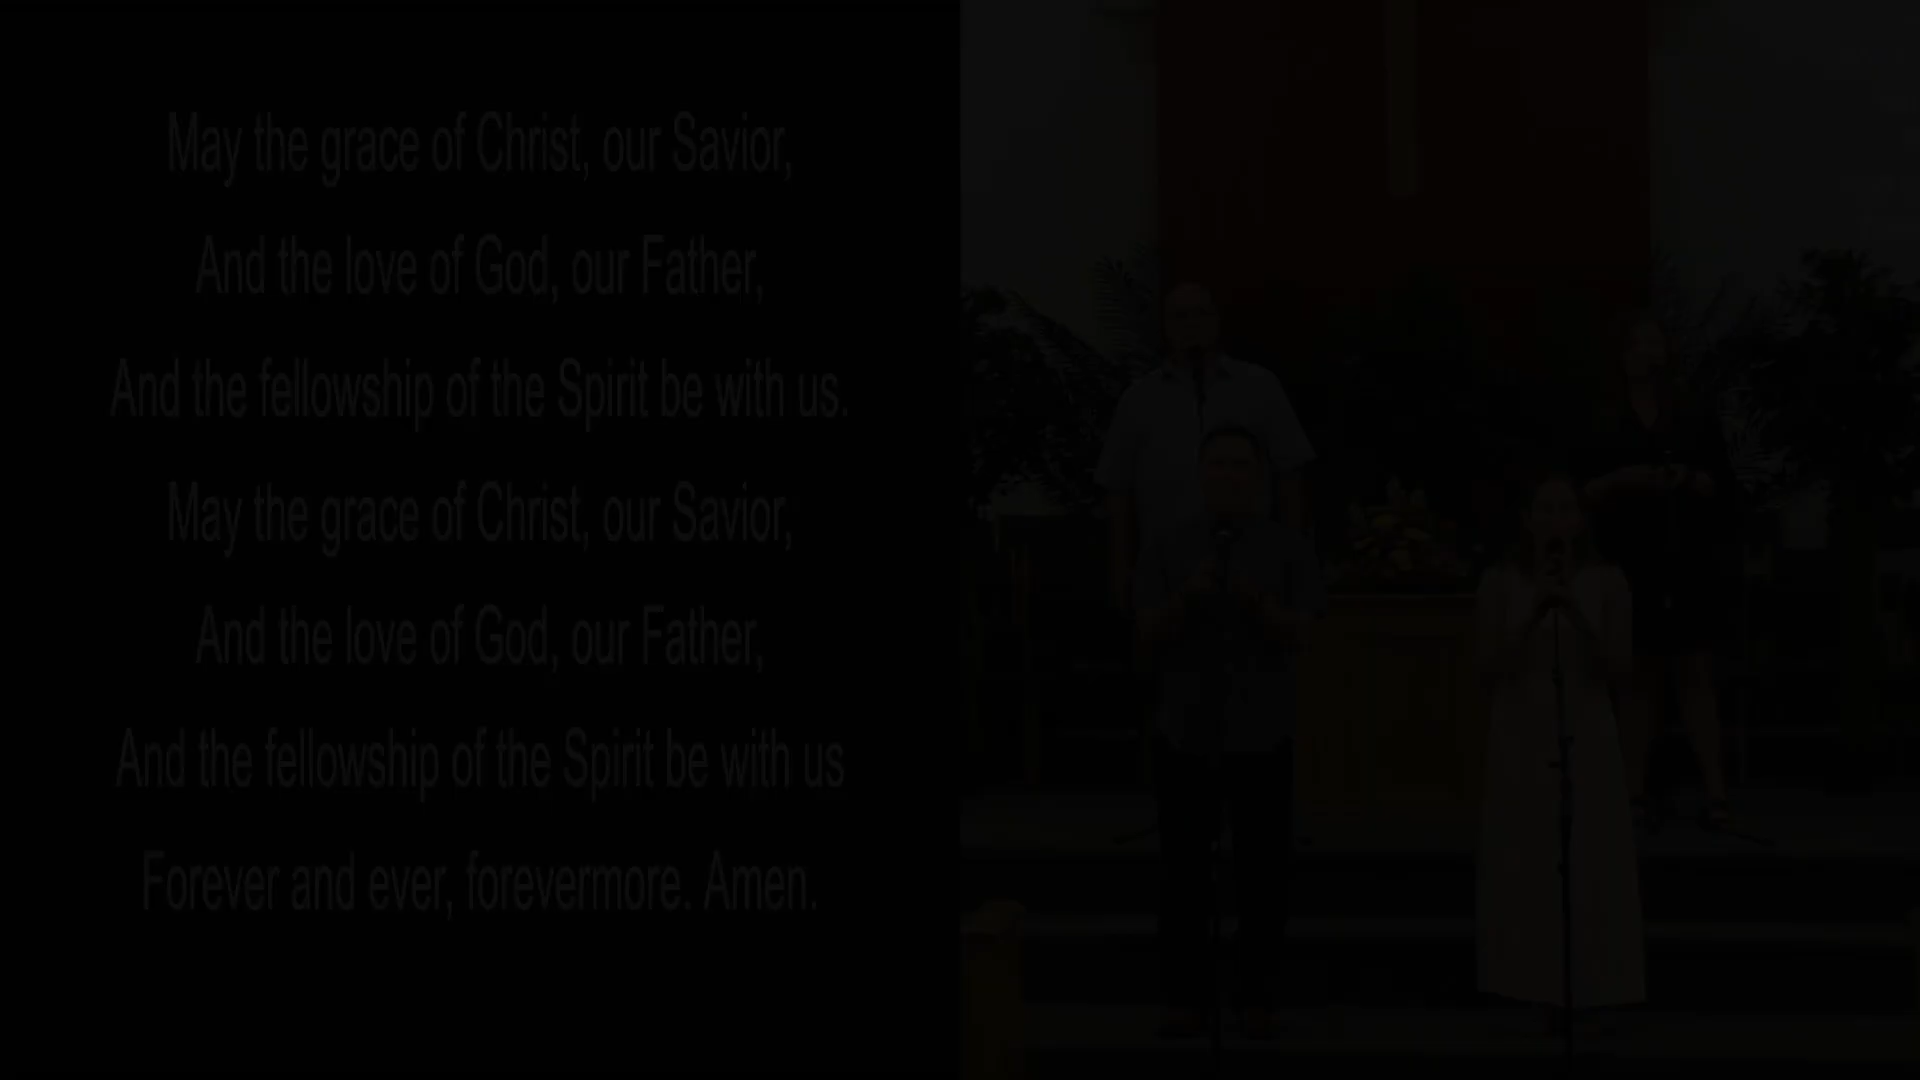 May the grace of Christ, our Savior,
And the love of God, our Father,
And the fellowship of the Spirit be with us.
May the grace of Christ, our Savior,
And the love of God, our Father,
And the fellowship of the Spirit be with us
Forever and ever, forevermore. Amen.